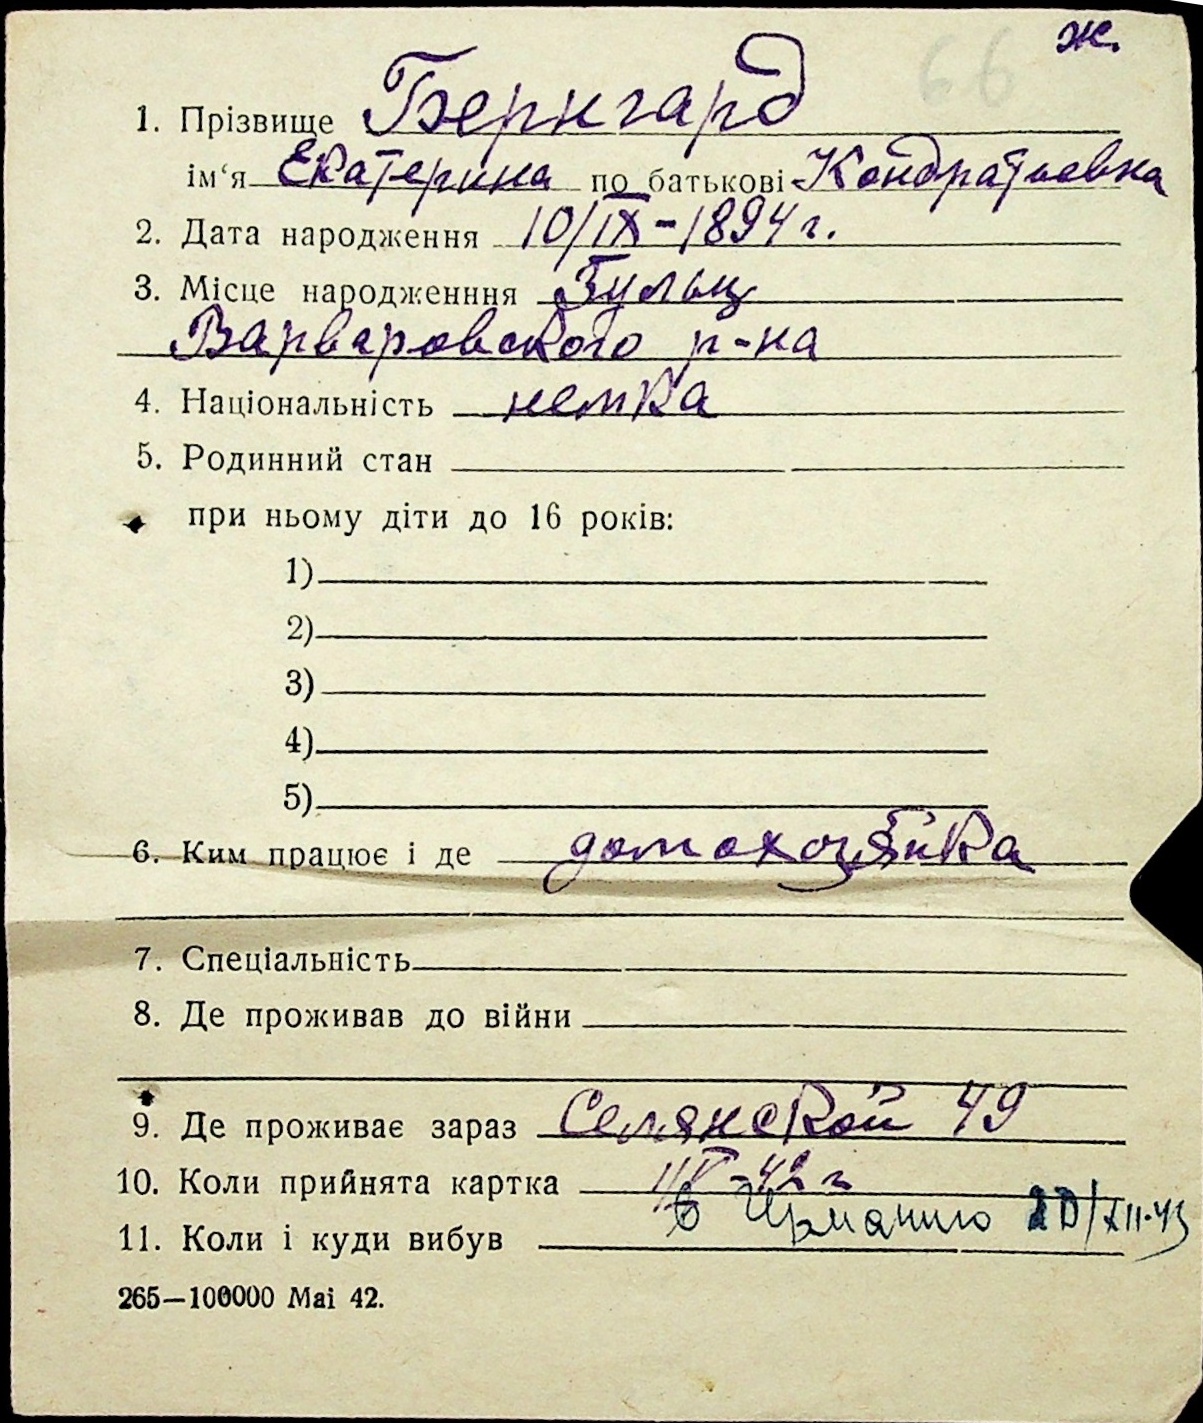 ж.
66
1. Прізвище Бернгард
ім'я Екатерина по батькові Кондратьевна
2. Дата народження 10/IX-1894 г.
3. Місце народженння Зульц
Варваровского р-на
4. Національність немка
5. Родинний стан
при ньому діти до 16 років:
1)
2)
3)
4)
5)
6. Ким працює і де домохозяйка
7. Спеціальність
8. Де проживав до війни
9. Де проживає зараз Семянской 49
10. Коли прийнята картка -42 г
в Германию 20/XII-43
11. Коли і куди вибув
265—100000 Mai 42.